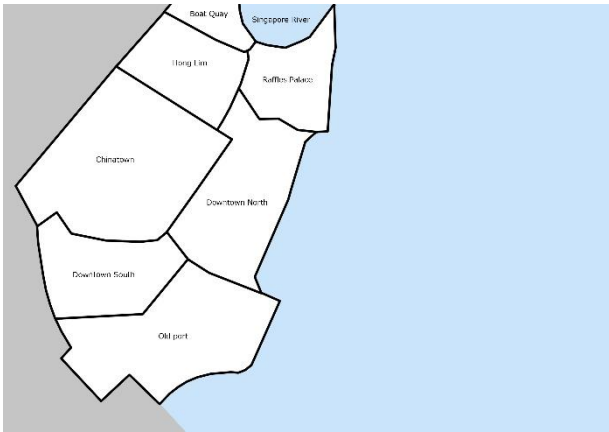 Boat Quay
Singapore River
Hong Lim
Raffles Palace
Chinatown
Downtown North
Downtown South
Old port